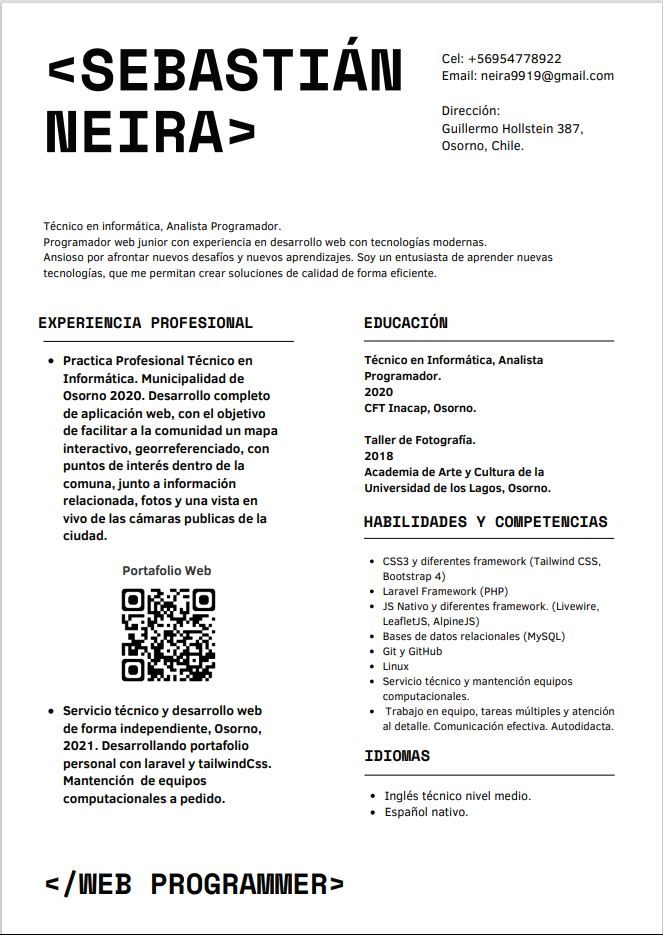 <SEBASTIÁN
NEIRA>
Cel: +56954778922
Email: neira9919@gmail.com
Dirección:
Guillermo Hollstein 387,
Osorno, Chile.
Técnico en informática, Analista Programador.
Programador web junior con experiencia en desarrollo web con tecnologías modernas.
Ansioso por afrontar nuevos desafíos y nuevos aprendizajes. Soy un entusiasta de aprender nuevas
tecnologías, que me permitan crear soluciones de calidad de forma eficiente.
EXPERIENCIA PROFESIONAL
• Practica Profesional Técnico en
Informática. Municipalidad de
Osorno 2020. Desarrollo completo
de aplicación web, con el objetivo
de facilitar a la comunidad un mapa
interactivo, georreferenciado, con
puntos de interés dentro de la
comuna, junto a información
relacionada, fotos y una vista en
vivo de las cámaras publicas de la
ciudad.
Portafolio Web
• Servicio técnico y desarrollo web
de forma independiente, Osorno,
2021. Desarrollando portafolio
personal con laravel y tailwindCss.
Mantención de equipos
computacionales a pedido.
EDUCACIÓN
Técnico en Informática, Analista
Programador.
2020
CFT Inacap, Osorno.
Taller de Fotografía.
2018
Academia de Arte y Cultura de la
Universidad de los Lagos, Osorno.
HABILIDADES Y COMPETENCIAS
• CSS3 y diferentes framework (Tailwind CSS,
Bootstrap 4)
• Laravel Framework (PHP)
• JS Nativo y diferentes framework. (Livewire,
LeafletJS, AlpineJS)
• Bases de datos relacionales (MySQL)
• Git y GitHub
• Linux
• Servicio técnico y mantención equipos
computacionales.
• Trabajo en equipo, tareas múltiples y atención
al detalle. Comunicación efectiva. Autodidacta.
IDIOMAS
• Inglés técnico nivel medio.
• Español nativo.
</WEB PROGRAMMER>